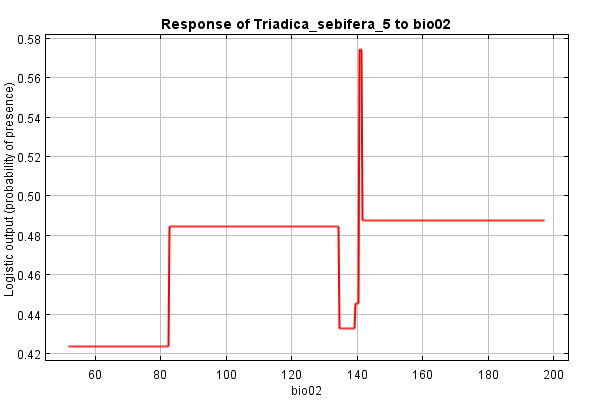 Response of Triadica_sebifera_5 to bio02
Logistic output (probability of presence)
0.58
0.56
0.54
0.52
0.50
0.48
0.46
0.44
0.42
60 80 100 120 140 160 180 200
bio02